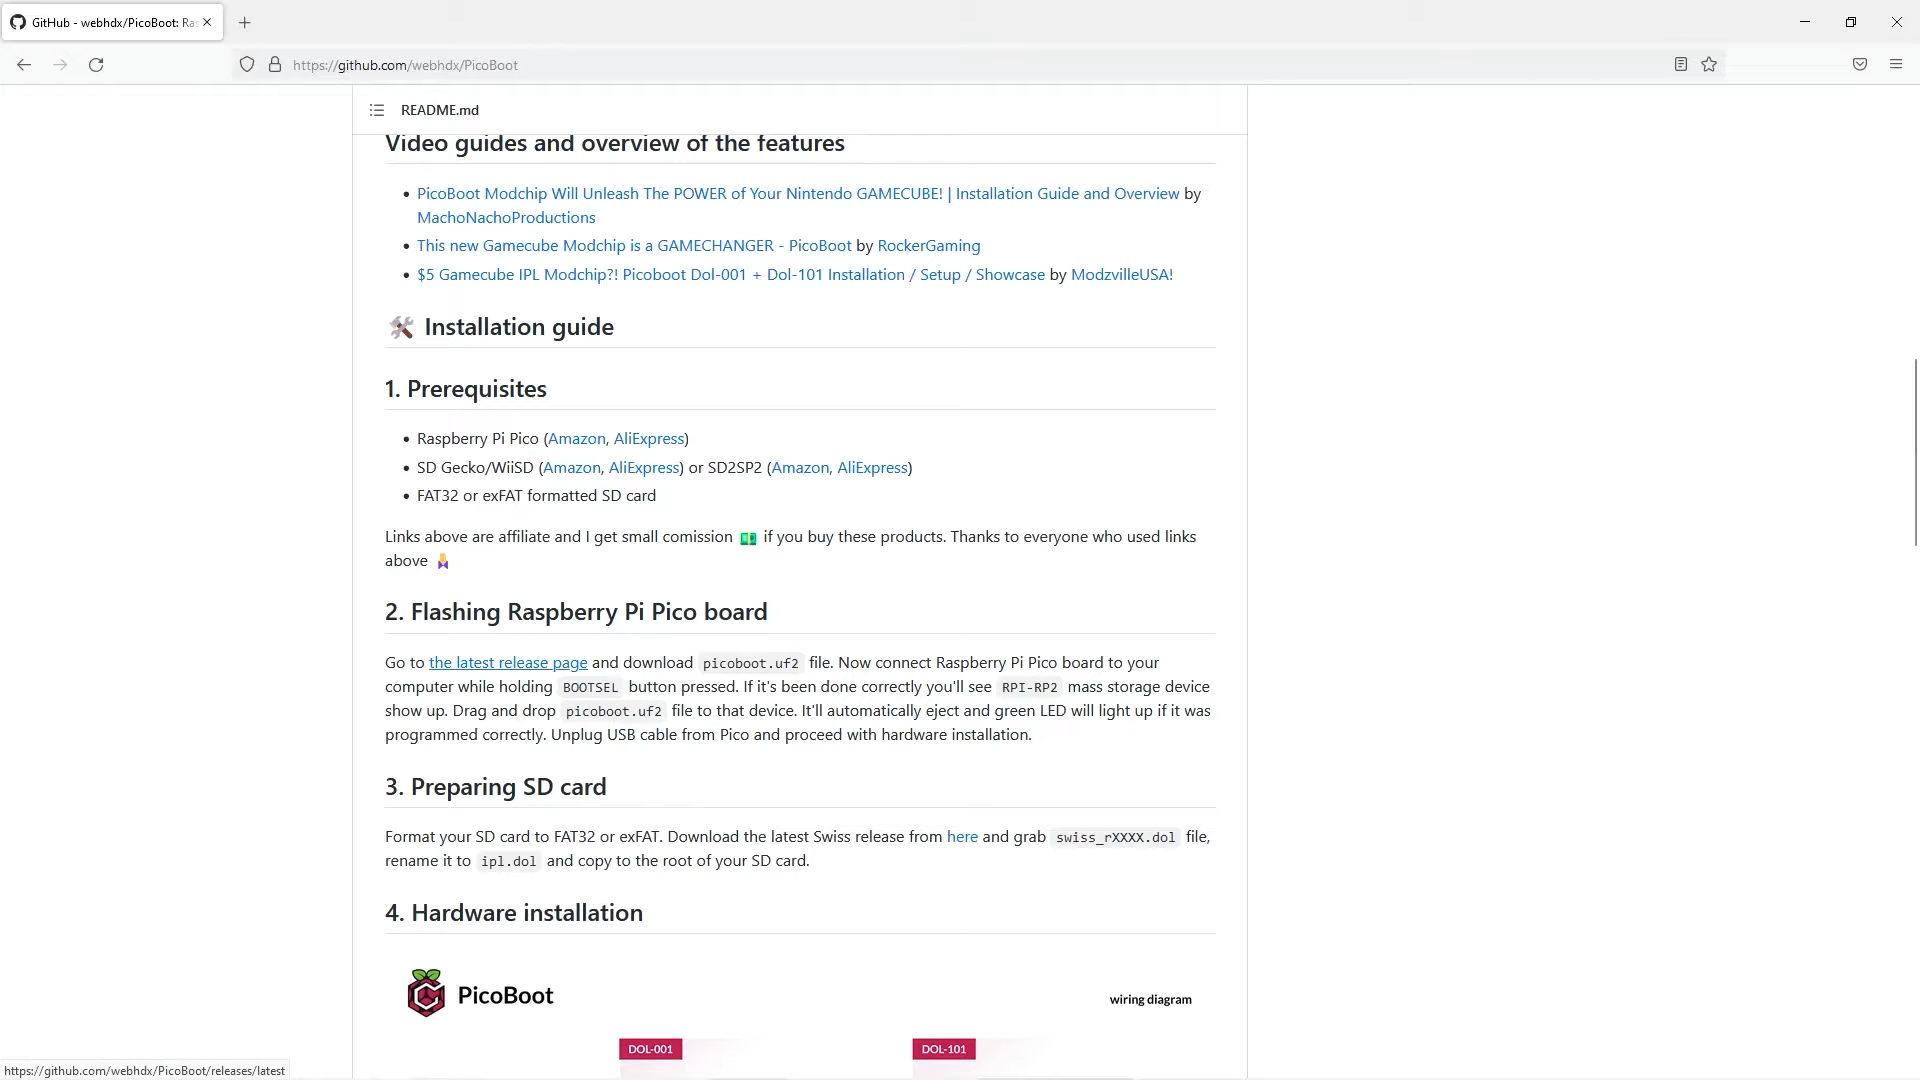 GitHub - webhdx/PicoBoot: Ras
https://github.com/webhdx/PicoBoot
README.md
Video guides and overview of the features
• PicoBoot Modchip Will Unleash The POWER of Your Nintendo GAMECUBE! | Installation Guide and Overview by
MachoNachoProductions
• This new Gamecube Modchip is a GAMECHANGER - PicoBoot by RockerGaming
• $5 Gamecube IPL Modchip?! Picoboot Dol-001 + Dol-101 Installation / Setup / Showcase by ModzvilleUSA!
🛠 Installation guide
1. Prerequisites
• Raspberry Pi Pico (Amazon, AliExpress)
• SD Gecko/WiiSD (Amazon, AliExpress) or SD2SP2 (Amazon, AliExpress)
• FAT32 or exFAT formatted SD card
Links above are affiliate and I get small comission 💵 if you buy these products. Thanks to everyone who used links
above 🙏
2. Flashing Raspberry Pi Pico board
Go to the latest release page and download picoboot.uf2 file. Now connect Raspberry Pi Pico board to your
computer while holding BOOTSEL button pressed. If it's been done correctly you'll see RPI-RP2 mass storage device
show up. Drag and drop picoboot.uf2 file to that device. It'll automatically eject and green LED will light up if it was
programmed correctly. Unplug USB cable from Pico and proceed with hardware installation.
3. Preparing SD card
Format your SD card to FAT32 or exFAT. Download the latest Swiss release from here and grab swiss_rXXXX.dol file,
rename it to ipl.dol and copy to the root of your SD card.
4. Hardware installation
PicoBoot
wiring diagram
DOL-001 DOL-101
https://github.com/webhdx/PicoBoot/releases/latest